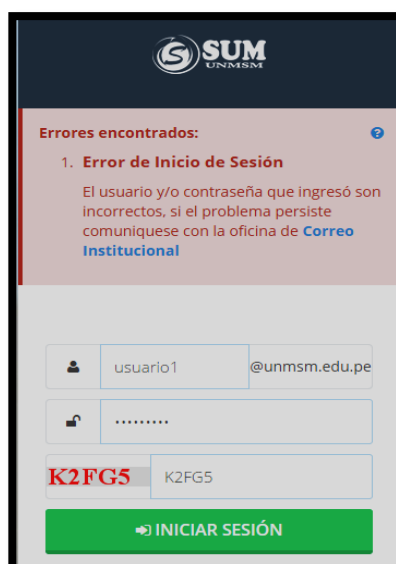 SUM
UNMSM
Errores encontrados:
1. Error de Inicio de Sesión
El usuario y/o contraseña que ingresó son
incorrectos, si el problema persiste
comuniquese con la oficina de Correo
Institucional
usuario1 @unmsm.edu.pe
K2FG5 K2FG5
INICIAR SESIÓN